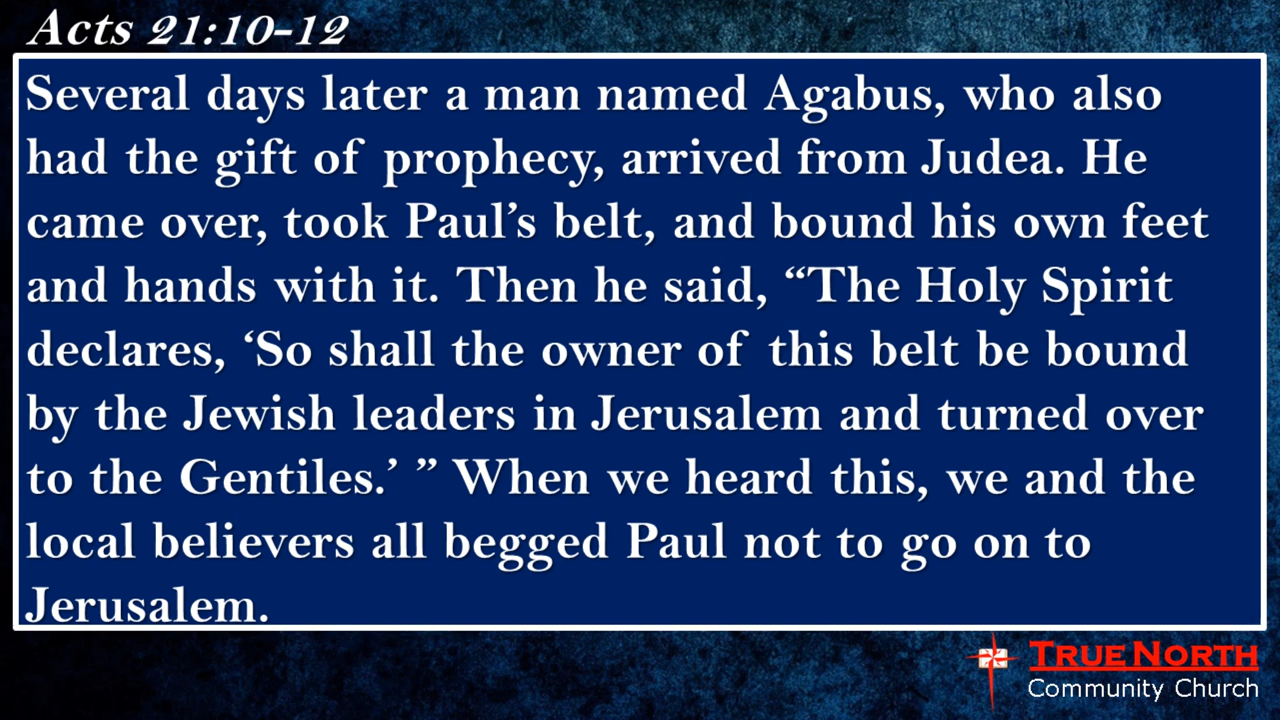 Acts 21:10-12
Several days later a man named Agabus, who also
had the gift of prophecy, arrived from Judea. He
came over, took Paul’s belt, and bound his own feet
and hands with it. Then he said, “The Holy Spirit
declares, ‘So shall the owner of this belt be bound
by the Jewish leaders in Jerusalem and turned over
to the Gentiles.’ ” When we heard this, we and the
local believers all begged Paul not to go on to
Jerusalem.
TRUE NORTH
Community Church